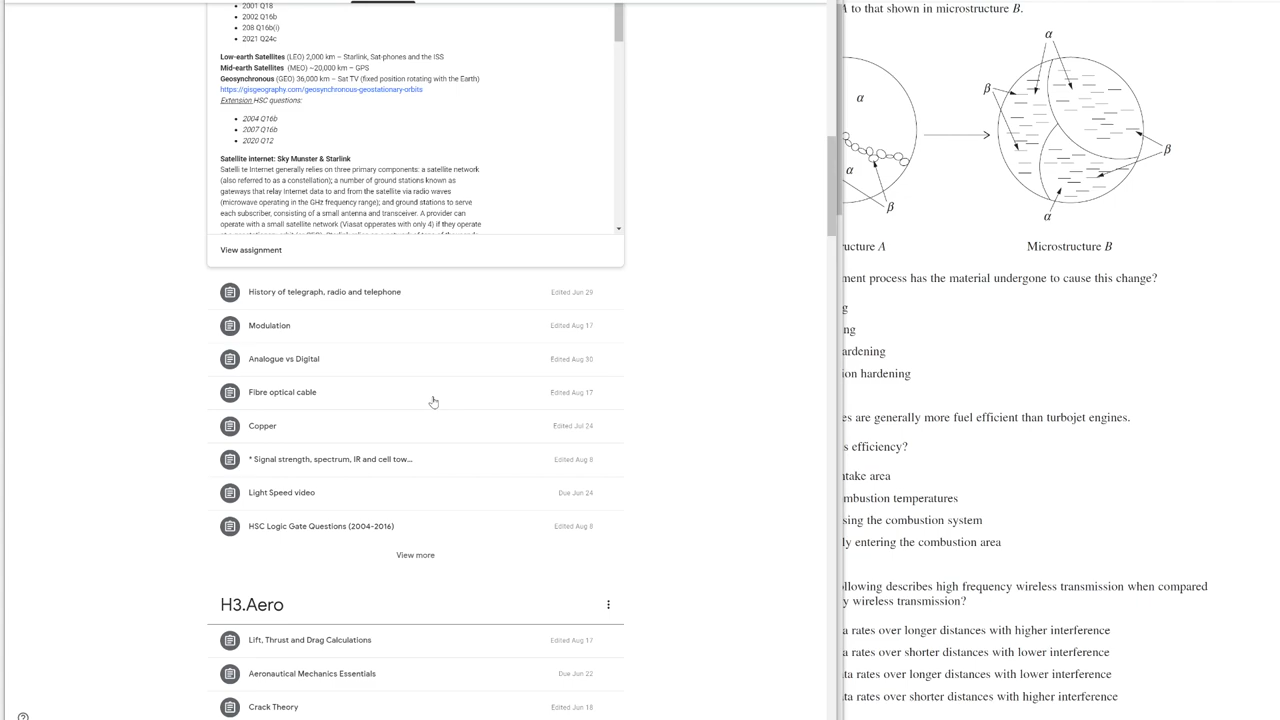 2001 Q18
2002 Q16b
208 Q16b(i)
2021 Q24c
Low-earth Satellites (LEO) 2,000 km – Starlink, Sat-phones and the ISS
Mid-earth Satellites (MEO) ~20,000 km – GPS
Geosynchronous (GEO) 36,000 km – Sat TV (fixed position rotating with the Earth)
https://gisgeography.com/geosynchronous-geostationary-orbits
Extension HSC questions:
2004 Q16b
2007 Q16b
2020 Q12
Satellite internet: Sky Munster & Starlink
Satelli te Internet generally relies on three primary components: a satellite network
(also referred to as a constellation); a number of ground stations known as
gateways that relay Internet data to and from the satellite via radio waves
(microwave operating in the GHz frequency range); and ground stations to serve
each subscriber, consisting of a small antenna and transceiver. A provider can
operate with a small satellite network (Viasat opperates with only 4) if they operate
View assignment
History of telegraph, radio and telephone Edited Jun 29
Modulation Edited Aug 17
Analogue vs Digital Edited Aug 30
Fibre optical cable Edited Aug 17
Copper Edited Jul 24
* Signal strength, spectrum, IR and cell tow... Edited Aug 8
Light Speed video Due Jun 24
HSC Logic Gate Questions (2004-2016) Edited Aug 8
View more
H3.Aero
Lift, Thrust and Drag Calculations Edited Aug 17
Aeronautical Mechanics Essentials Due Jun 22
Crack Theory Edited Jun 18
A to that shown in microstructure B.
α
α
β
β
α
β
α
ucture A
Microstructure B
ment process has the material undergone to cause this change?
g
ng
ardening
ion hardening
es are generally more fuel efficient than turbojet engines.
s efficiency?
ntake area
mbustion temperatures
sing the combustion system
ly entering the combustion area
ollowing describes high frequency wireless transmission when compared
y wireless transmission?
a rates over longer distances with higher interference
a rates over shorter distances with lower interference
ta rates over longer distances with lower interference
ta rates over shorter distances with higher interference